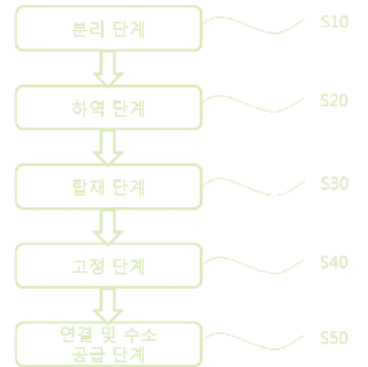 분리 단계 S10
하역 단계 S20
탑재 단계 S30
고정 단계 S40
연결 및 수소
공급 단계 S50